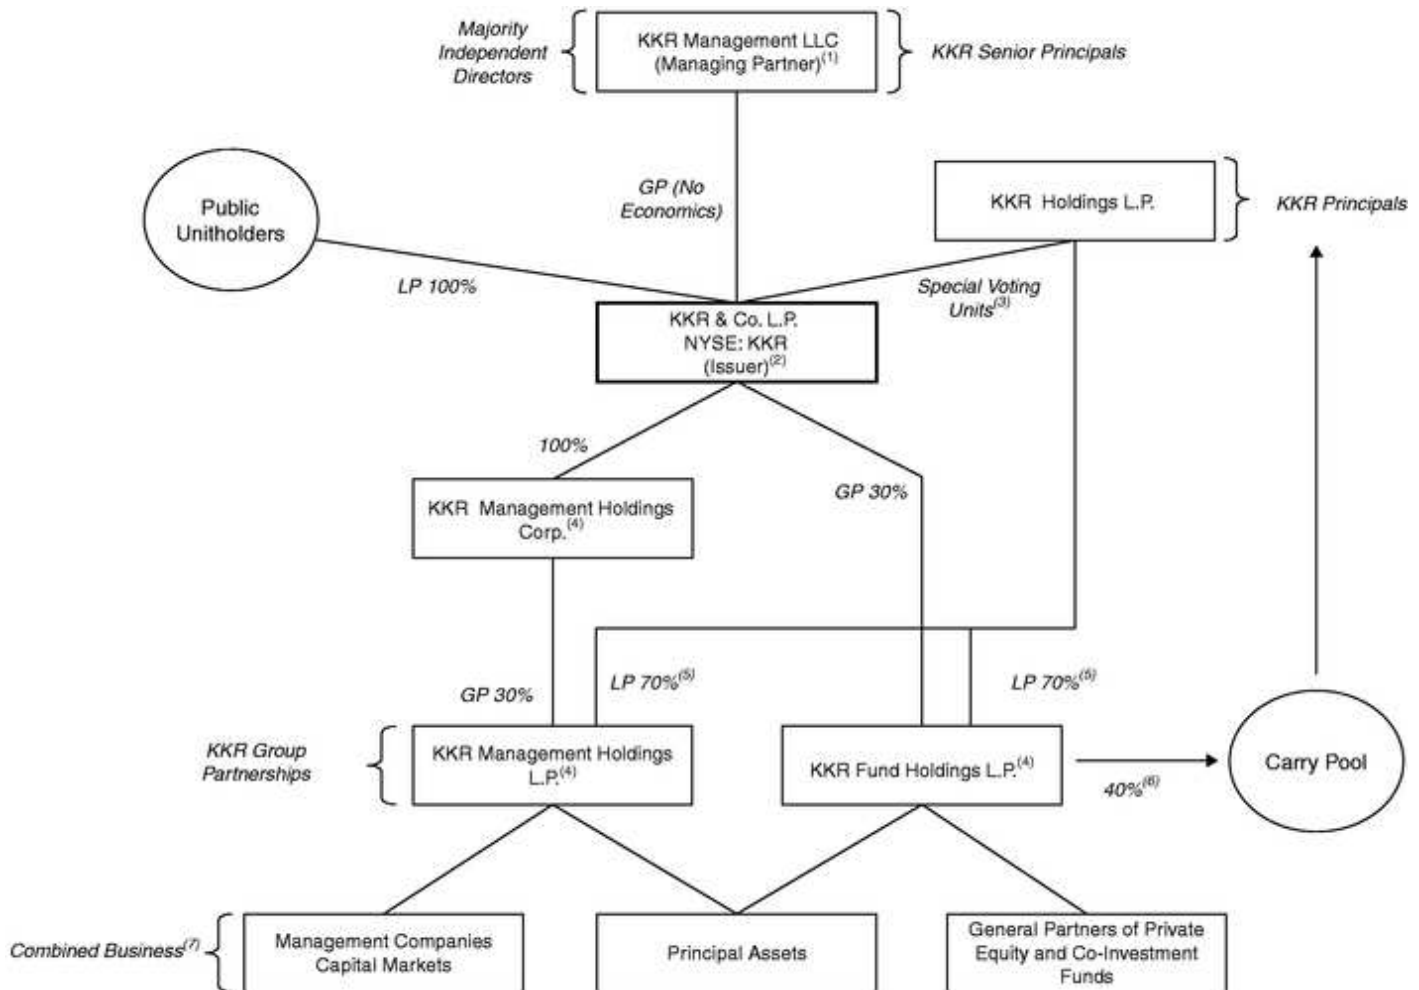 Majority
Independent
Directors
KKR Management LLC
(Managing Partner)(1)
KKR Senior Principals
Public
Unitholders
GP (No
Economics)
KKR Holdings L.P.
KKR Principals
LP 100%
Special Voting
Units(3)
KKR & Co. L.P.
NYSE: KKR
(Issuer)(2)
100%
GP 30%
KKR Management Holdings
Corp.(4)
GP 30%
LP 70%(5)
LP 70%(5)
KKR Group
Partnerships
KKR Management Holdings
L.P.(4)
KKR Fund Holdings L.P.(4)
40%(6)
Carry Pool
Combined Business(7)
Management Companies
Capital Markets
Principal Assets
General Partners of Private
Equity and Co-Investment
Funds